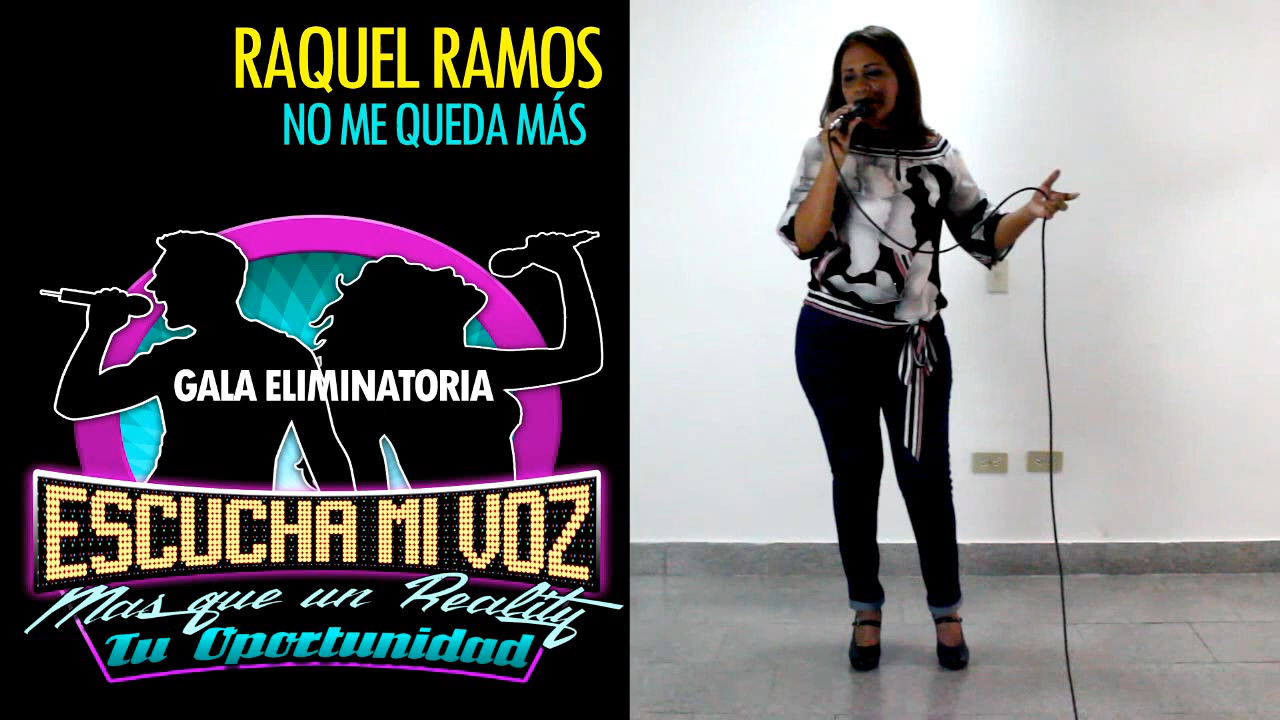 RAQUEL RAMOS
NO ME QUEDA MÁS
GALA ELIMINATORIA
ESCUCHA MI VOZ
Mas que un Reality
Tu Oportunidad